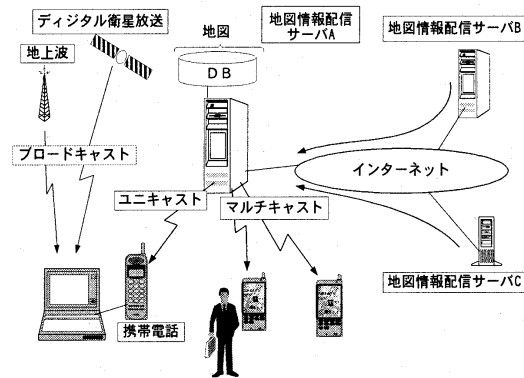 ディジタル衛星放送
地上波
地図
DB
地図情報配信
サーバA
地図情報配信サーバB
ブロードキャスト
ユニキャスト
マルチキャスト
インターネット
携帯電話
地図情報配信サーバC